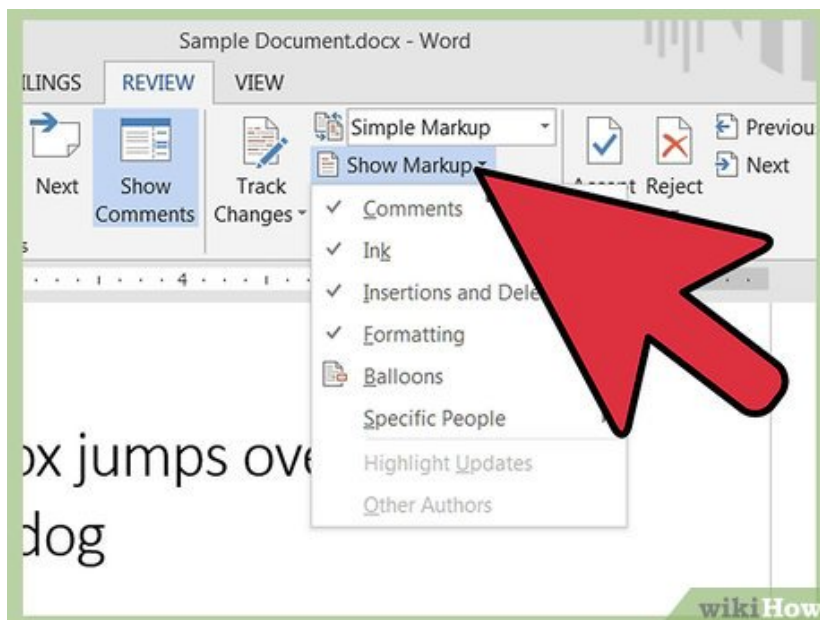 Sample Document.docx - Word
ILINGS REVIEW VIEW
Simple Markup
Show Markup
Previou
Next
Next
Show
Comments
Track
Changes
Reject
s
4
Comments
Ink
Insertions and Dele
Formatting
Balloons
Specific People
Highlight Updates
Other Authors
ox jumps ove
dog
wikiHow